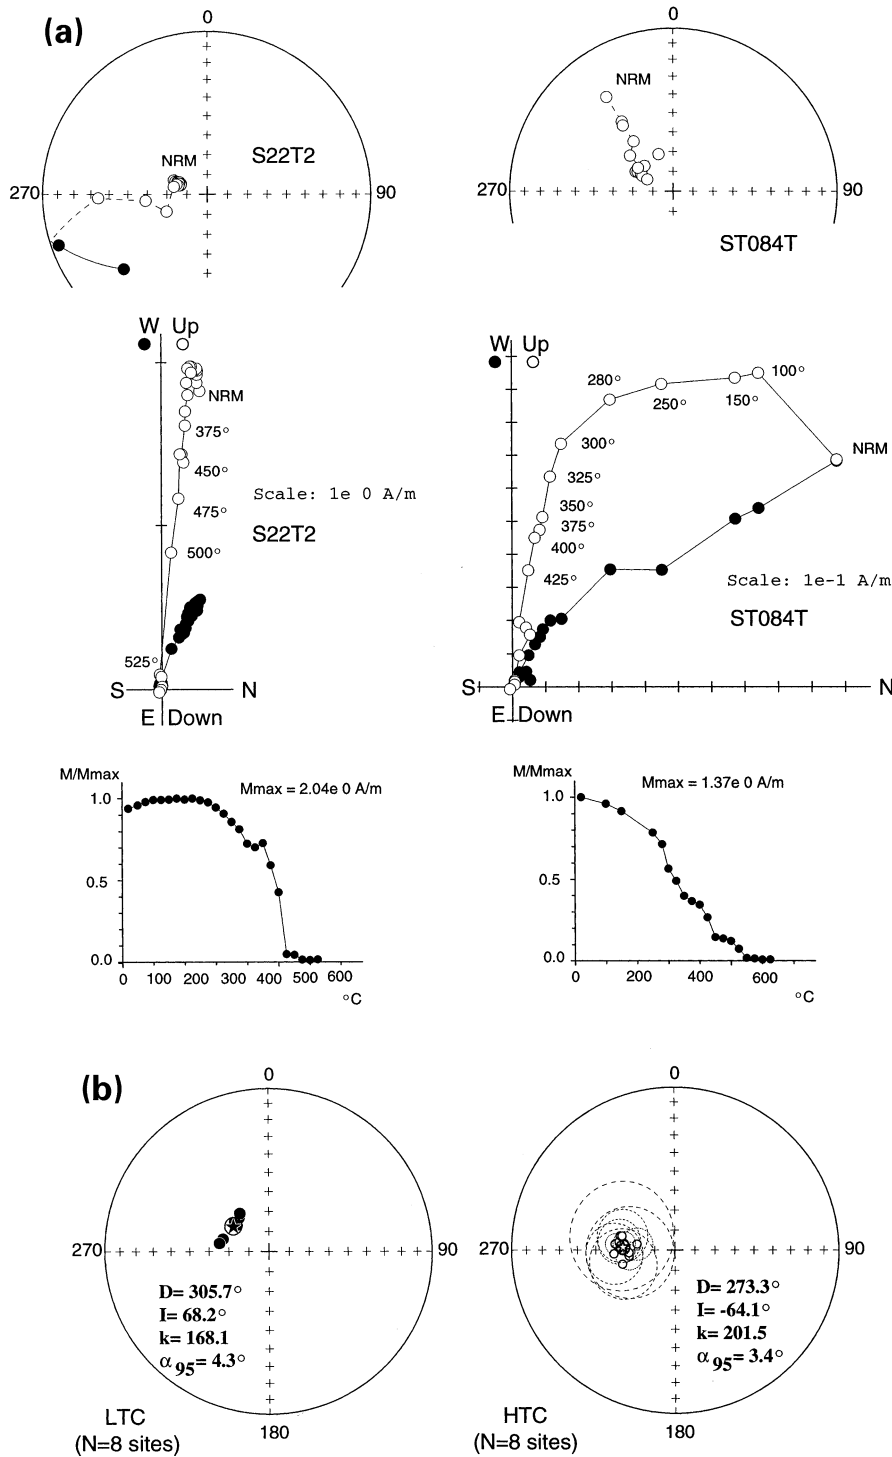 (a)
0
NRM
S22T2
270
90
0
NRM
270
90
ST084T
W Up
NRM
375°
450°
475°
500°
525°
Scale: 1e 0 A/m
S22T2
S N
E Down
W Up
280°
250°
150°
100°
NRM
300°
325°
350°
375°
400°
425°
Scale: 1e-1 A/m
ST084T
S N
E Down
M/Mmax
Mmax = 2.04e 0 A/m
1.0
0.5
0.0
0 100 200 300 400 500 600
°C
M/Mmax
Mmax = 1.37e 0 A/m
1.0
0.5
0.0
0 200 400 600
°C
(b)
0
270
90
D= 305.7°
I= 68.2°
k= 168.1
α95= 4.3°
LTC
(N=8 sites)
180
0
270
90
D= 273.3°
I= -64.1°
k= 201.5
α95= 3.4°
HTC
(N=8 sites)
180